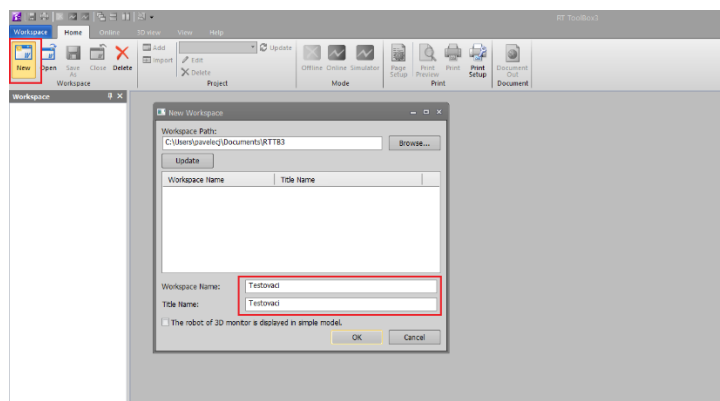 RT ToolBox3
Workspace Home Online 3D view View Help
New Open Save As Close Delete
Workspace
Add Import Edit Delete Update
Project
Offline Online Simulator
Mode
Page Setup Print Preview Print Print Setup
Print
Document Out
Document
Workspace
New Workspace
Workspace Path:
C:\Users\pavelecj\Documents\RTTB3 Browse...
Update
Workspace Name Title Name
Workspace Name: Testovaci
Title Name: Testovaci
The robot of 3D monitor is displayed in simple model.
OK Cancel